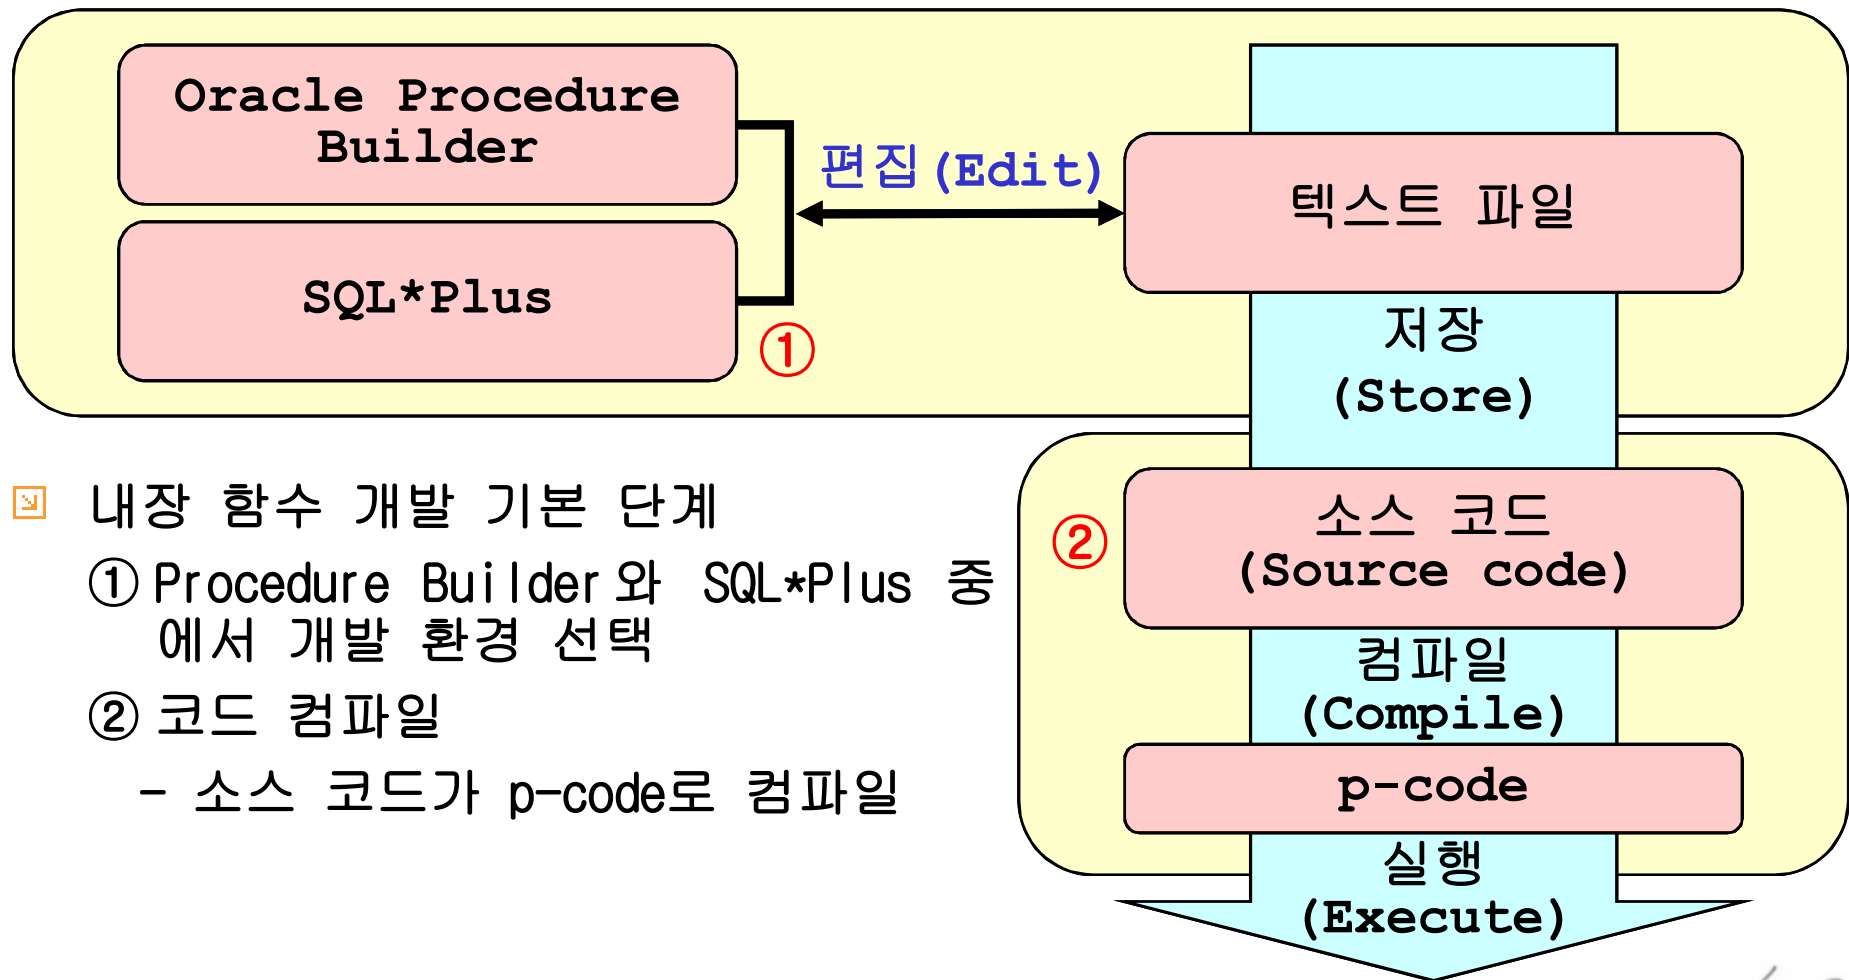 Oracle Procedure
Builder
SQL*Plus
①
편집(Edit)
텍스트 파일
저장
(Store)
②
소스 코드
(Source code)
컴파일
(Compile)
p-code
실행
(Execute)
내장 함수 개발 기본 단계
① Procedure Builder와 SQL*Plus 중
에서 개발 환경 선택
② 코드 컴파일
- 소스 코드가 p-code로 컴파일